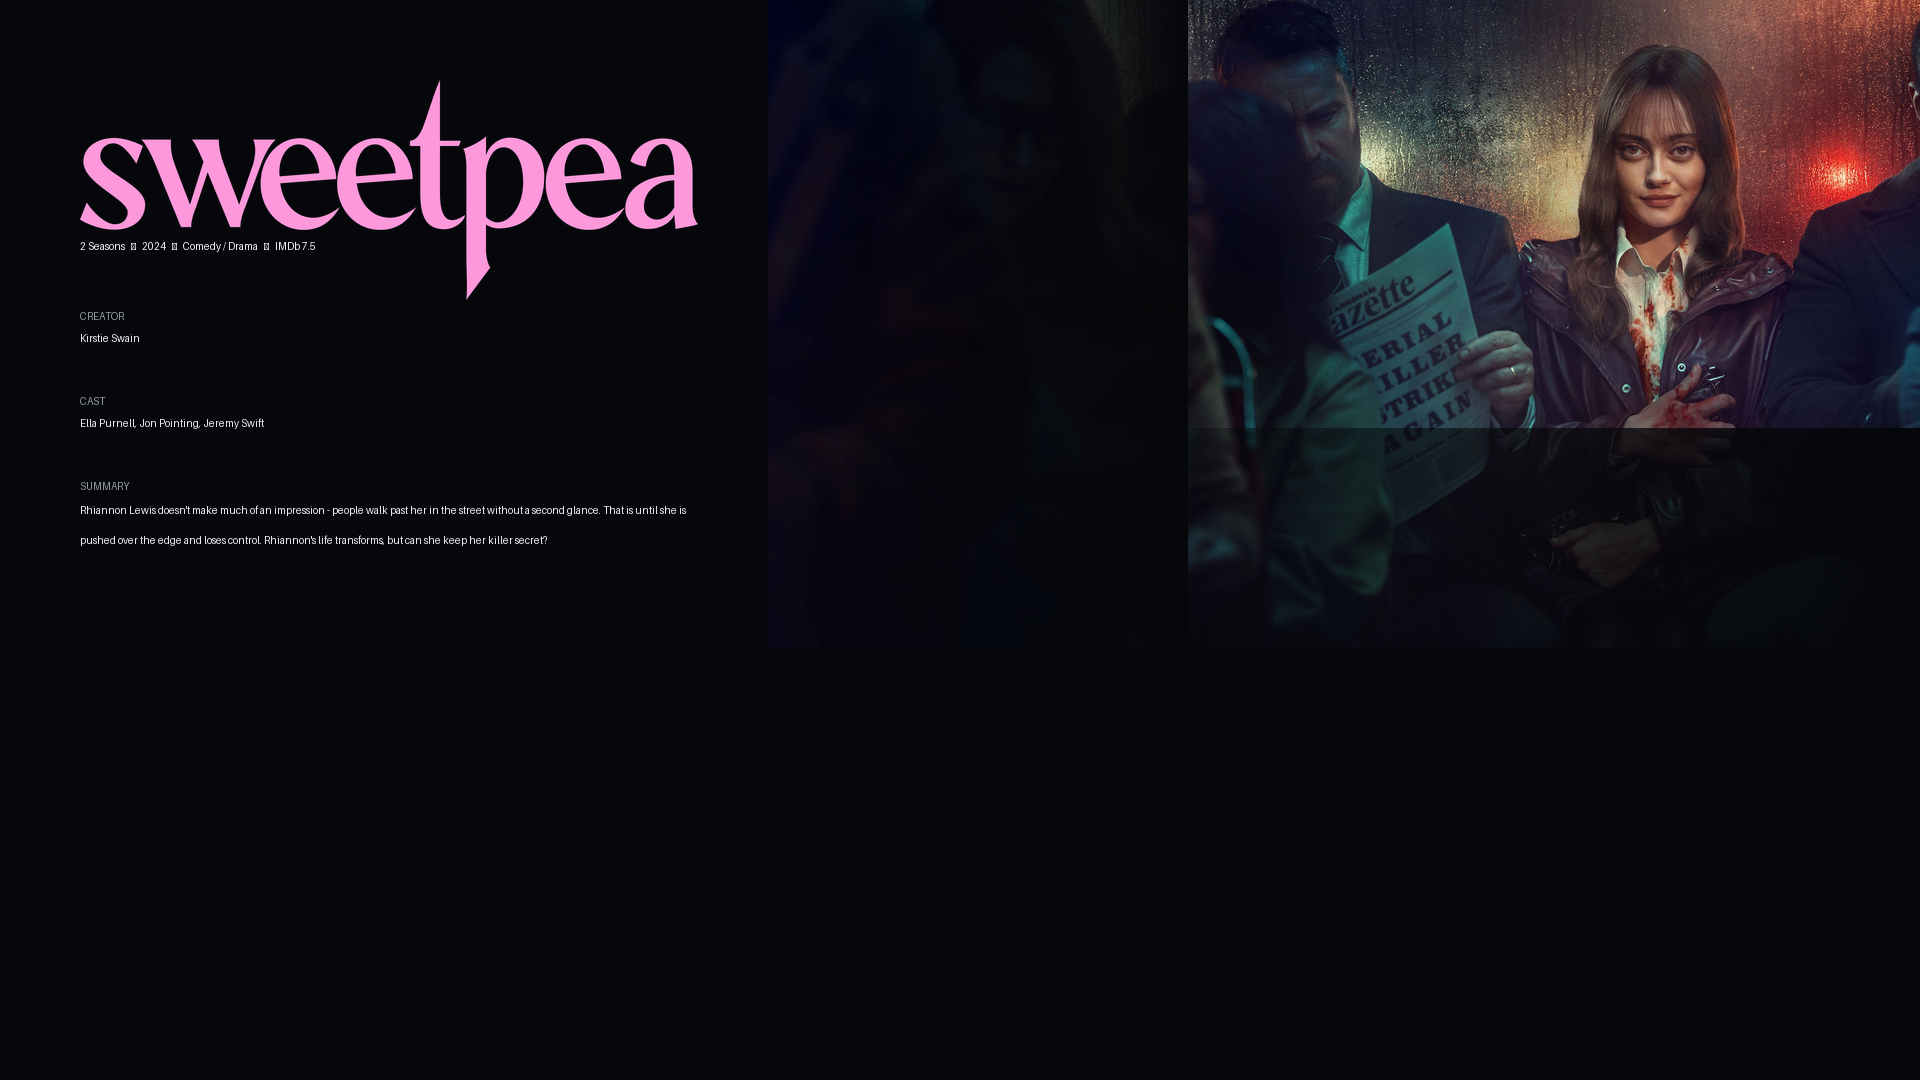 sweetpea
2 Seasons 2024 Comedy / Drama IMDb 7.5
CREATOR
Kirstie Swain
CAST
Ella Purnell, Jon Pointing, Jeremy Swift
SUMMARY
Rhiannon Lewis doesn't make much of an impression - people walk past her in the street without a second glance. That is until she is
pushed over the edge and loses control. Rhiannon's life transforms, but can she keep her killer secret?
azette
ERIAL
ILLER
STRIK
AGAIN